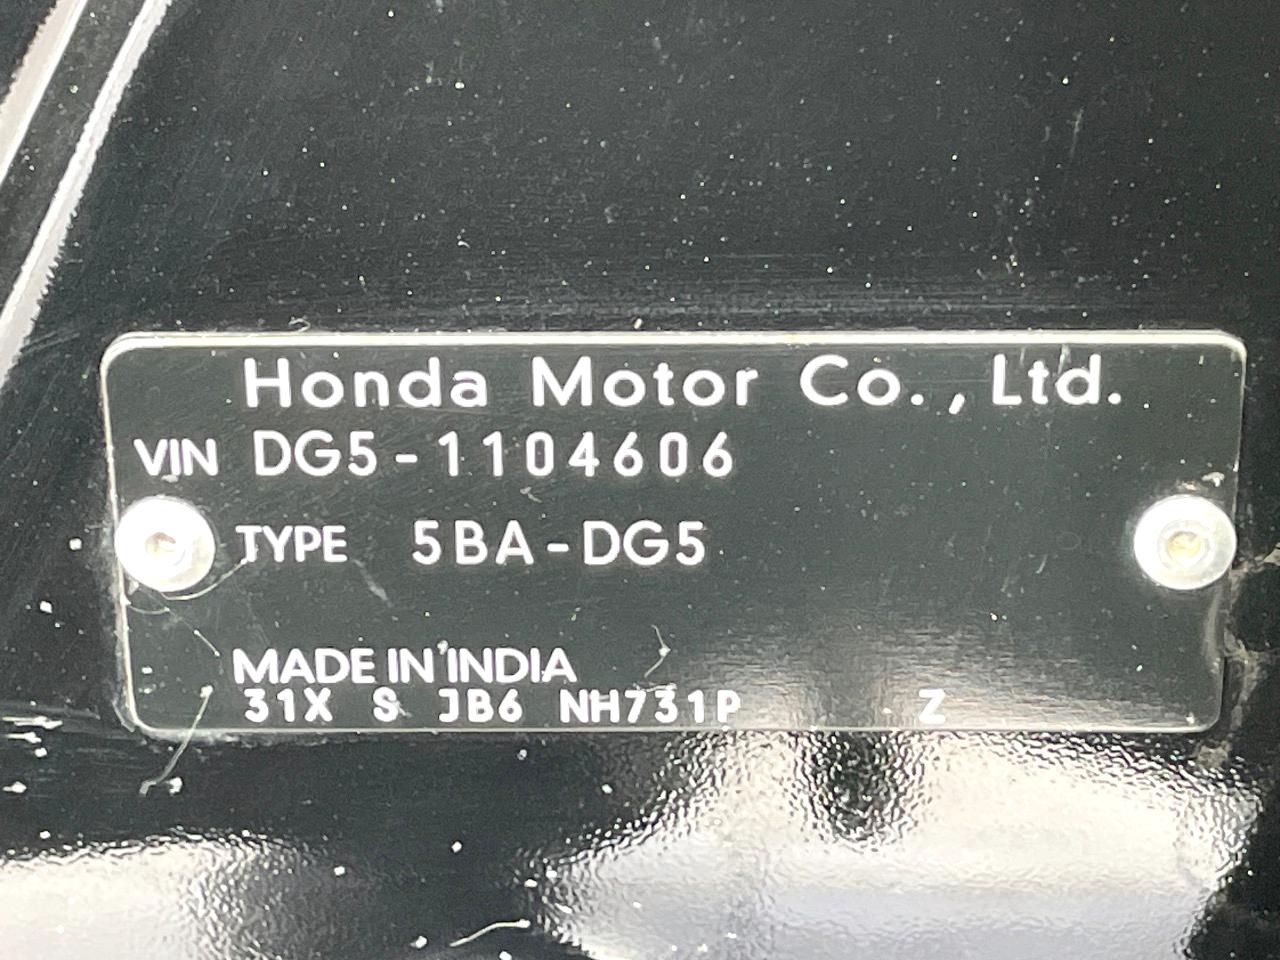 Honda Motor Co., Ltd.
VIN DG5-1104606
TYPE 5BA-DG5
MADE IN INDIA
31X S JB6 NH731P Z